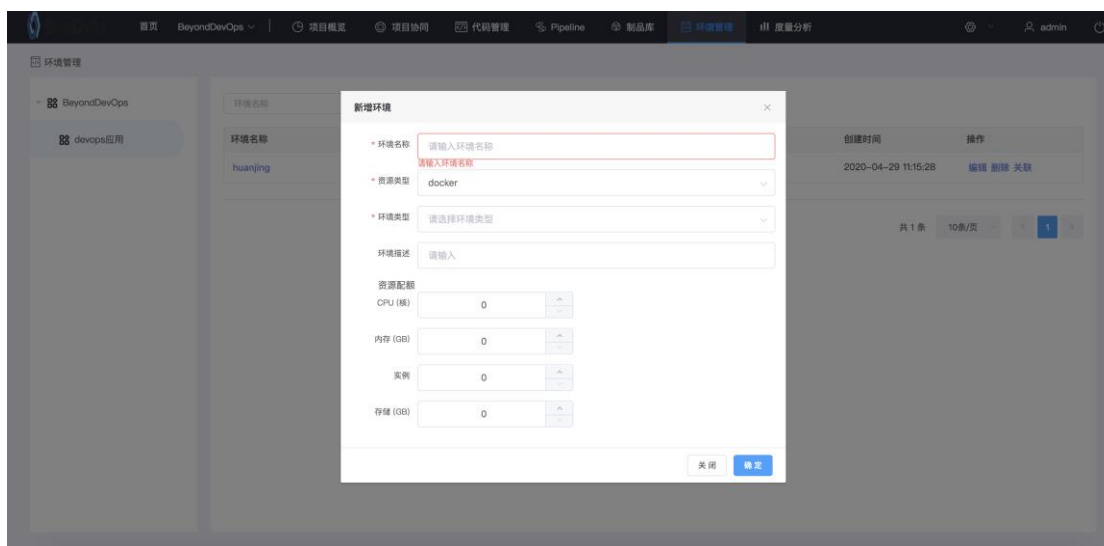 首页 BeyondDevOps 项目概览 项目协同 代码管理 Pipeline 制品库 环境管理 度量分析 admin
环境管理
BeyondDevOps
devops应用
环境名称
环境名称 创建时间 操作
huanjing 2020-04-29 11:15:28 编辑 删除 关联
共 1 条 10条/页 1
新增环境
* 环境名称 请输入环境名称
请输入环境名称
* 资源类型 docker
* 环境类型 请选择环境类型
环境描述 请输入
资源配额
CPU (核) 0
内存 (GB) 0
实例 0
存储 (GB) 0
关闭 确定